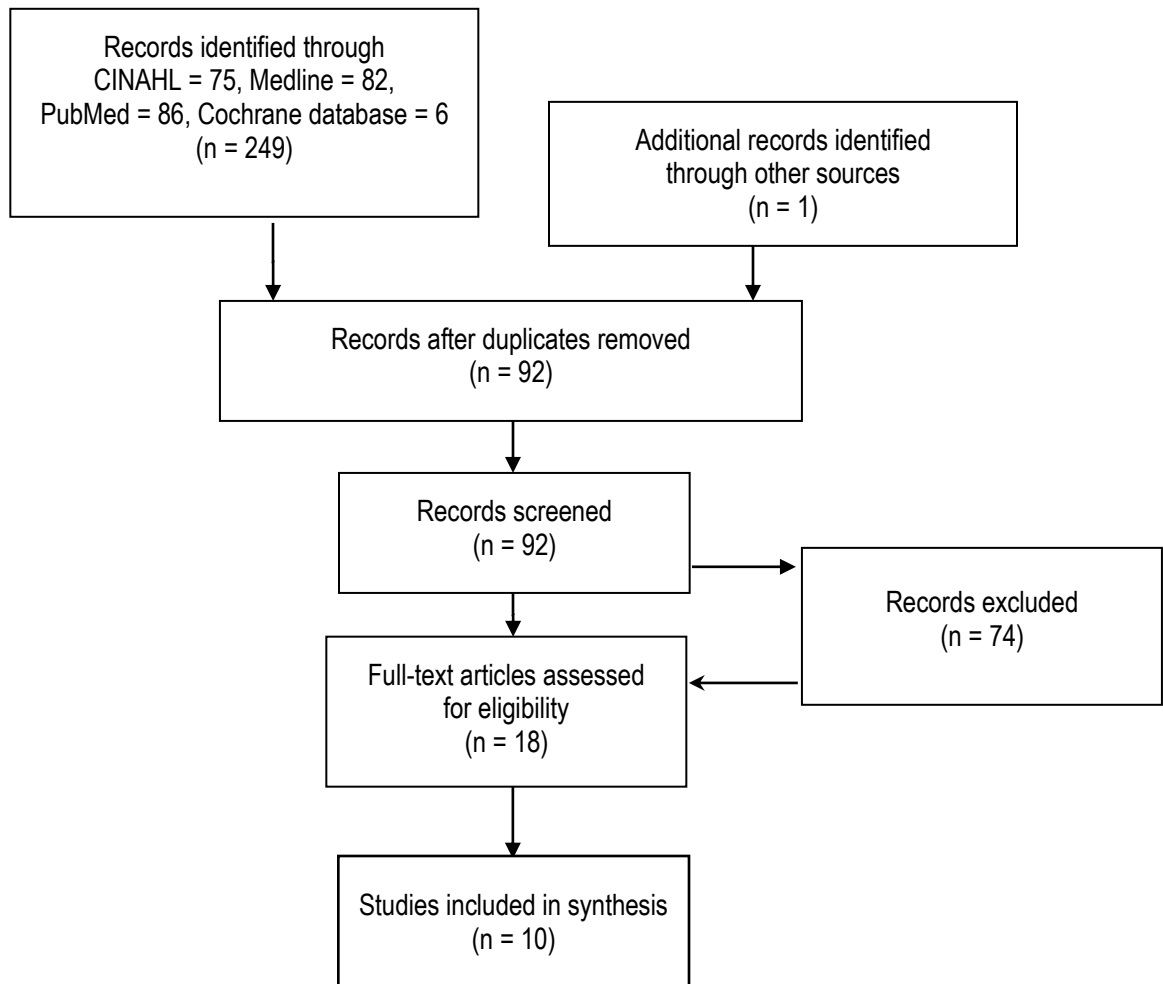 Records identified through
CINAHL = 75, Medline = 82,
PubMed = 86, Cochrane database = 6
(n = 249)
Additional records identified
through other sources
(n = 1)
Records after duplicates removed
(n = 92)
Records screened
(n = 92)
Records excluded
(n = 74)
Full-text articles assessed
for eligibility
(n = 18)
Studies included in synthesis
(n = 10)